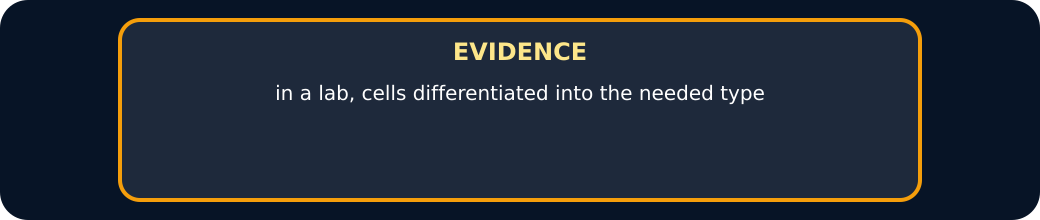 EVIDENCE
in a lab, cells differentiated into the needed type